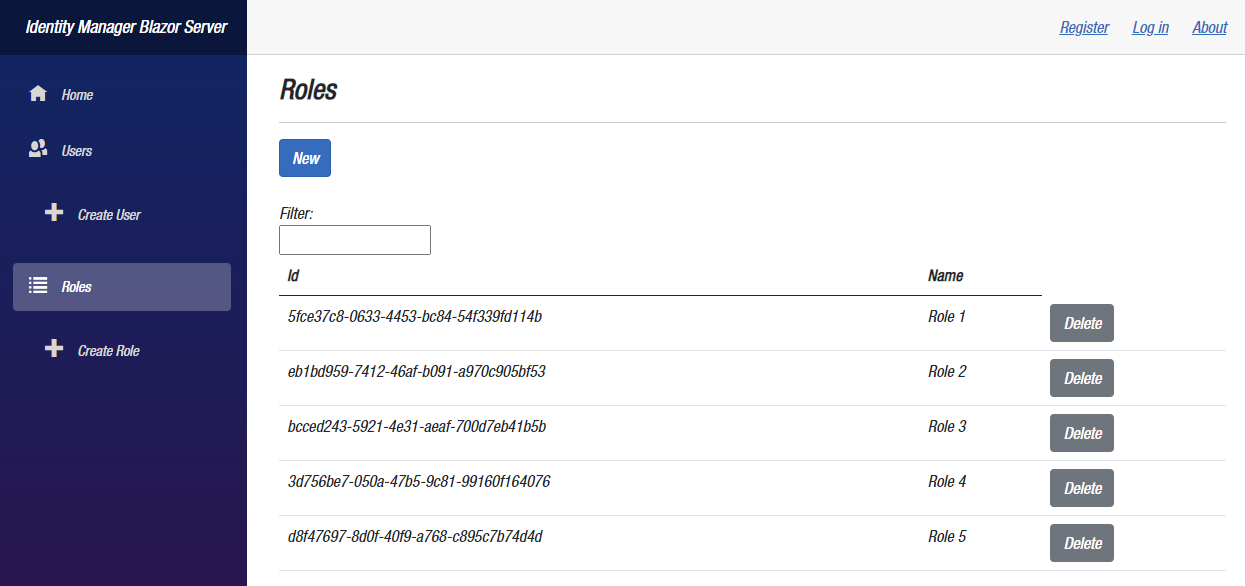 Identity Manager Blazor Server
Register Log in About
Home
Users
Create User
Roles
Create Role
Roles
New
Filter:
Id Name
5fce37c8-0633-4453-bc84-54f339fd114b Role 1 Delete
eb1bd959-7412-46af-b091-a970c905bf53 Role 2 Delete
bcced243-5921-4e31-aeaf-700d7eb41b5b Role 3 Delete
3d756be7-050a-47b5-9c81-99160f164076 Role 4 Delete
d8f47697-8d0f-40f9-a768-c895c7b74d4d Role 5 Delete